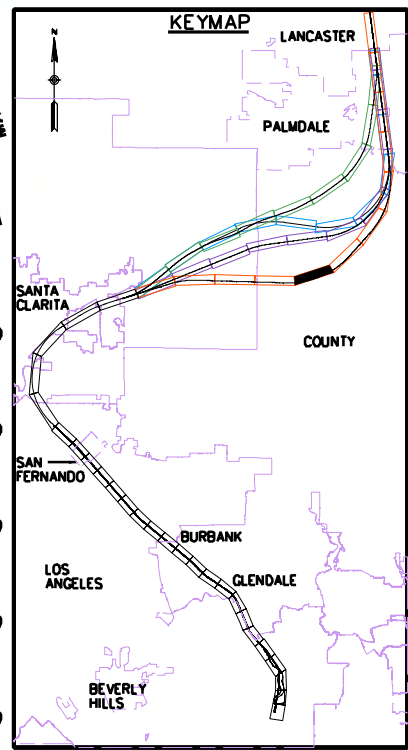 KEYMAP
N
LANCASTER
PALMDALE
SANTA
CLARITA
COUNTY
SAN
FERNANDO
BURBANK
LOS
ANGELES
GLENDALE
BEVERLY
HILLS